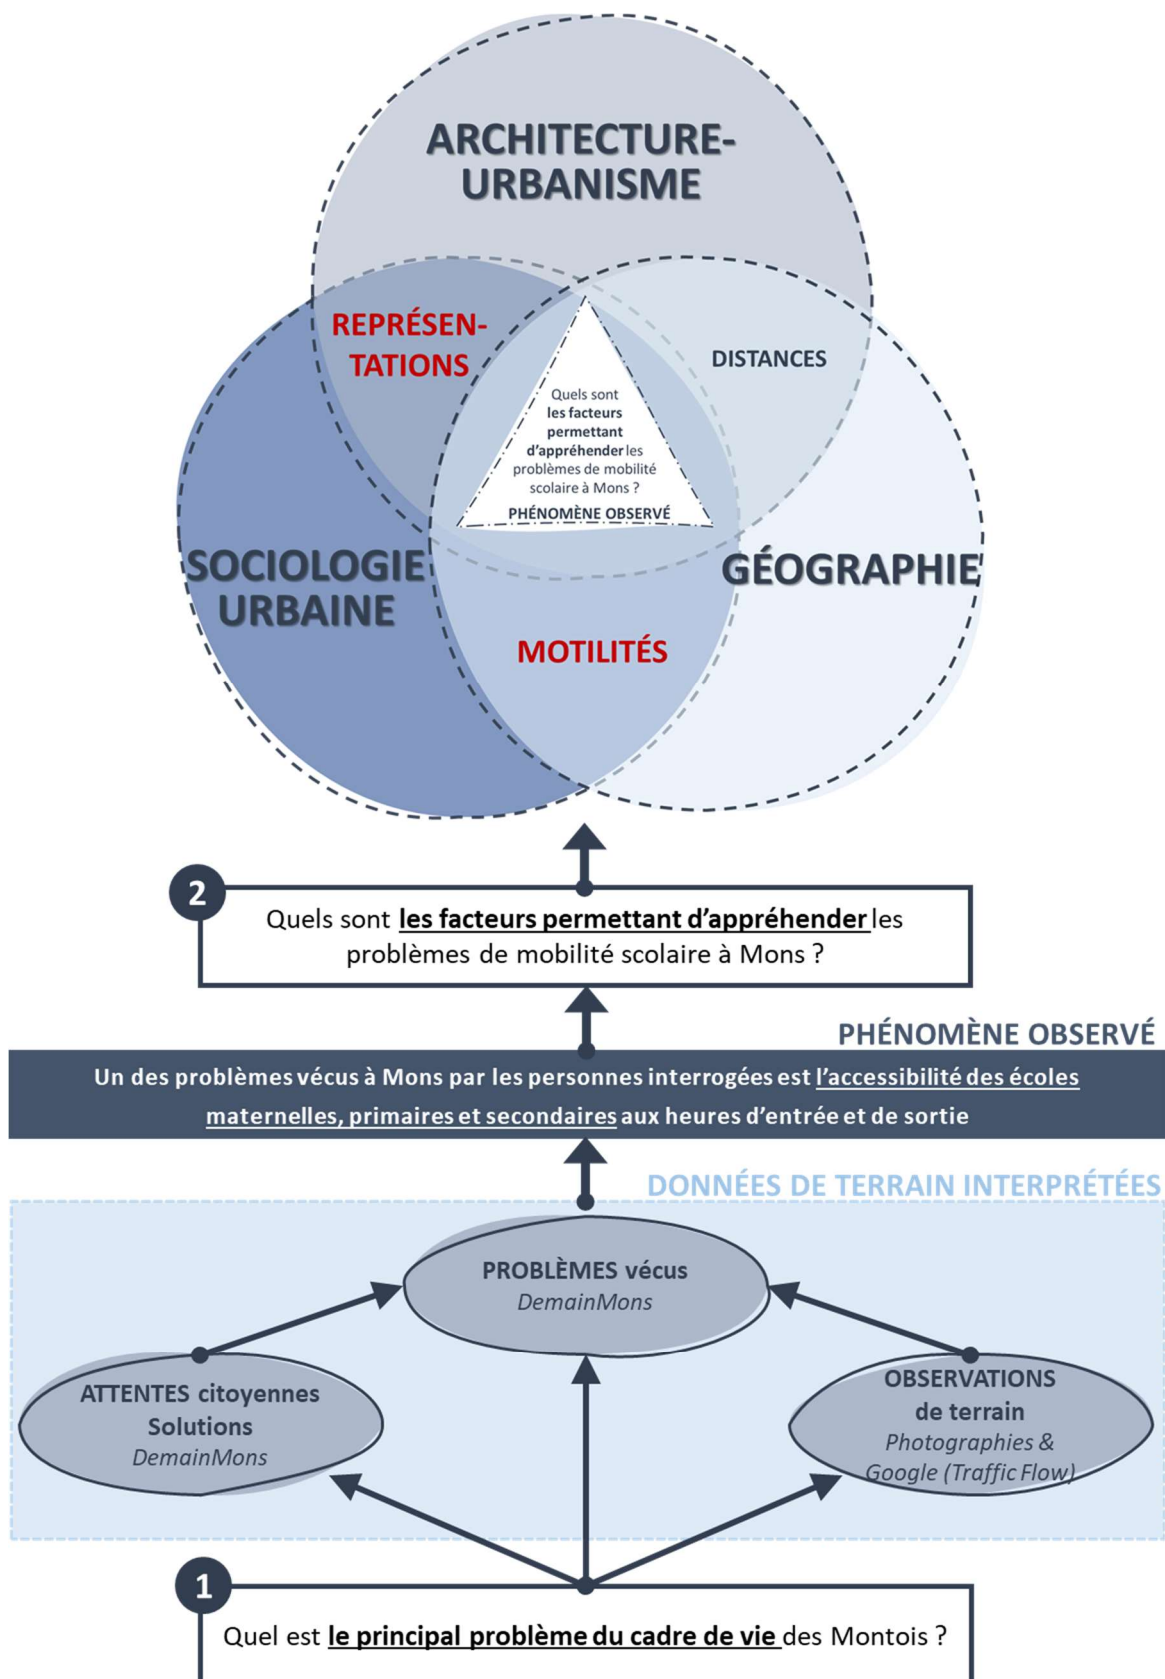 ARCHITECTURE-
URBANISME
REPRÉSEN-
TATIONS
DISTANCES
Quels sont
les facteurs
permettant
d'appréhender les
problèmes de mobilité
scolaire à Mons ?
PHÉNOMÈNE OBSERVÉ
SOCIOLOGIE
URBAINE
GÉOGRAPHIE
MOTILITÉS
2
Quels sont les facteurs permettant d'appréhender les
problèmes de mobilité scolaire à Mons ?
PHÉNOMÈNE OBSERVÉ
Un des problèmes vécus à Mons par les personnes interrogées est l'accessibilité des écoles
maternelles, primaires et secondaires aux heures d'entrée et de sortie
DONNÉES DE TERRAIN INTERPRÉTÉES
PROBLÈMES vécus
DemainMons
ATTENTES citoyennes
Solutions
DemainMons
OBSERVATIONS
de terrain
Photographies &
Google (Traffic Flow)
1
Quel est le principal problème du cadre de vie des Montois ?